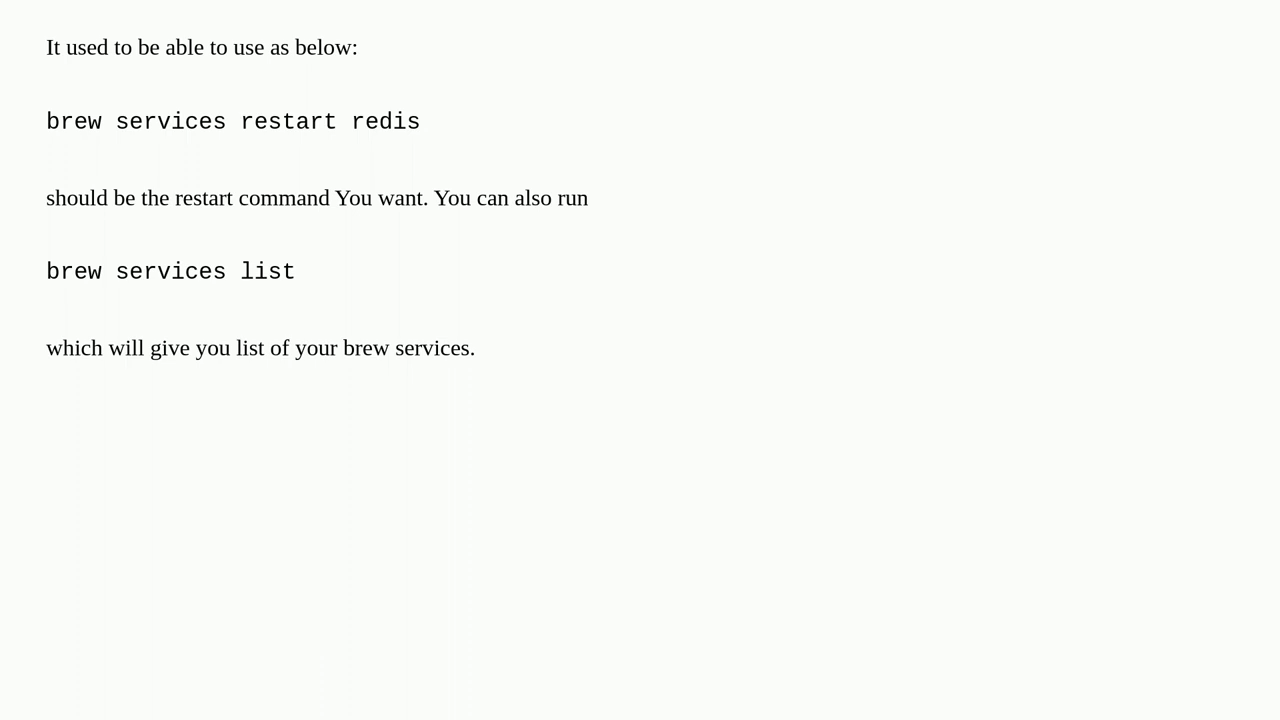 It used to be able to use as below:
brew services restart redis
should be the restart command You want. You can also run
brew services list
which will give you list of your brew services.